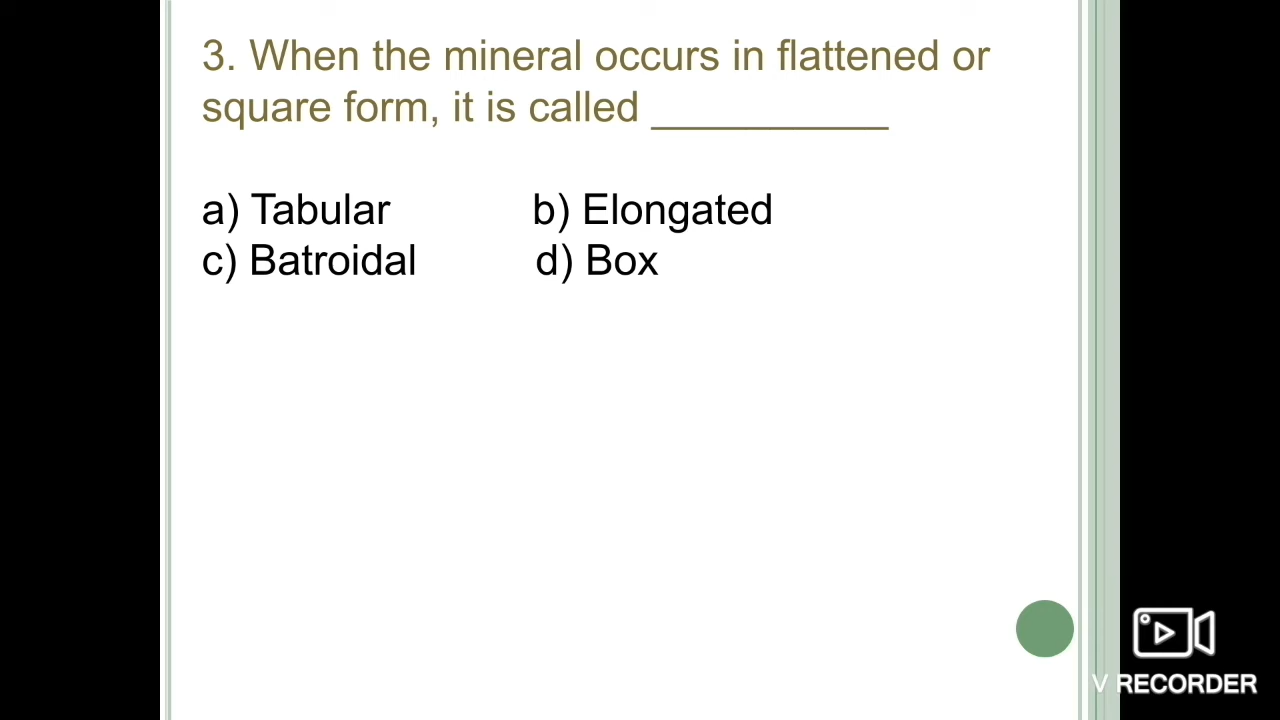 3. When the mineral occurs in flattened or
square form, it is called __________
a) Tabular b) Elongated
c) Batroidal d) Box
V RECORDER